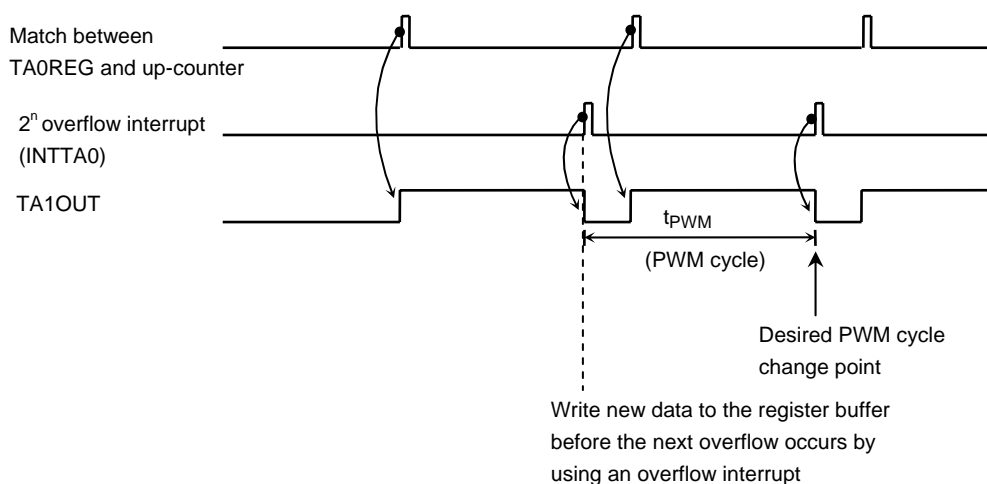 Match between
TA0REG and up-counter
2ⁿ overflow interrupt
(INTTA0)
TA1OUT
tPWM
(PWM cycle)
Desired PWM cycle
change point
Write new data to the register buffer
before the next overflow occurs by
using an overflow interrupt